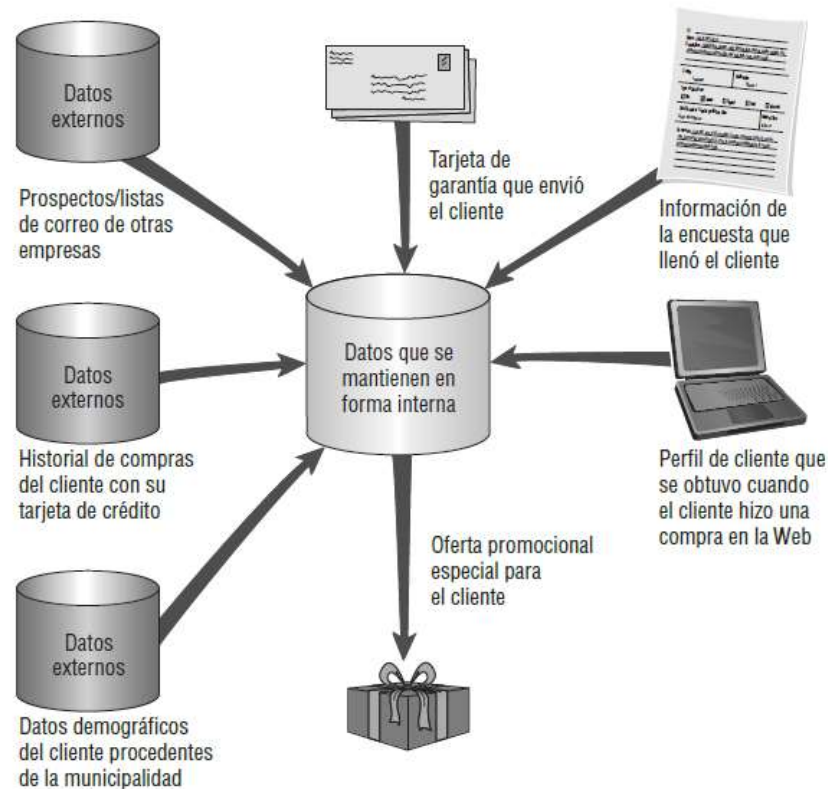 Datos
externos
Prospectos/listas
de correo de otras
empresas
Tarjeta de
garantía que envió
el cliente
Información de
la encuesta que
llenó el cliente
Datos
externos
Historial de compras
del cliente con su
tarjeta de crédito
Datos que se
mantienen en
forma interna
Perfil de cliente que
se obtuvo cuando
el cliente hizo una
compra en la Web
Oferta promocional
especial para
el cliente
Datos
externos
Datos demográficos
del cliente procedentes
de la municipalidad